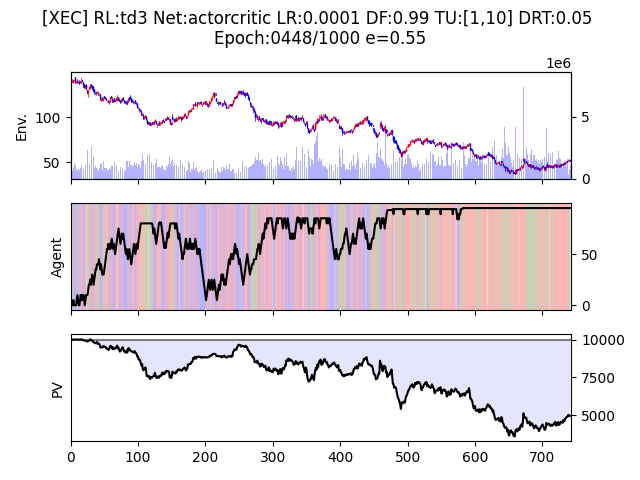 [XEC] RL:td3 Net:actorcritic LR:0.0001 DF:0.99 TU:[1,10] DRT:0.05
Epoch:0448/1000 e=0.55
1e6
Env.
100
50
5
0
Agent
50
0
PV
10000
7500
5000
0 100 200 300 400 500 600 700